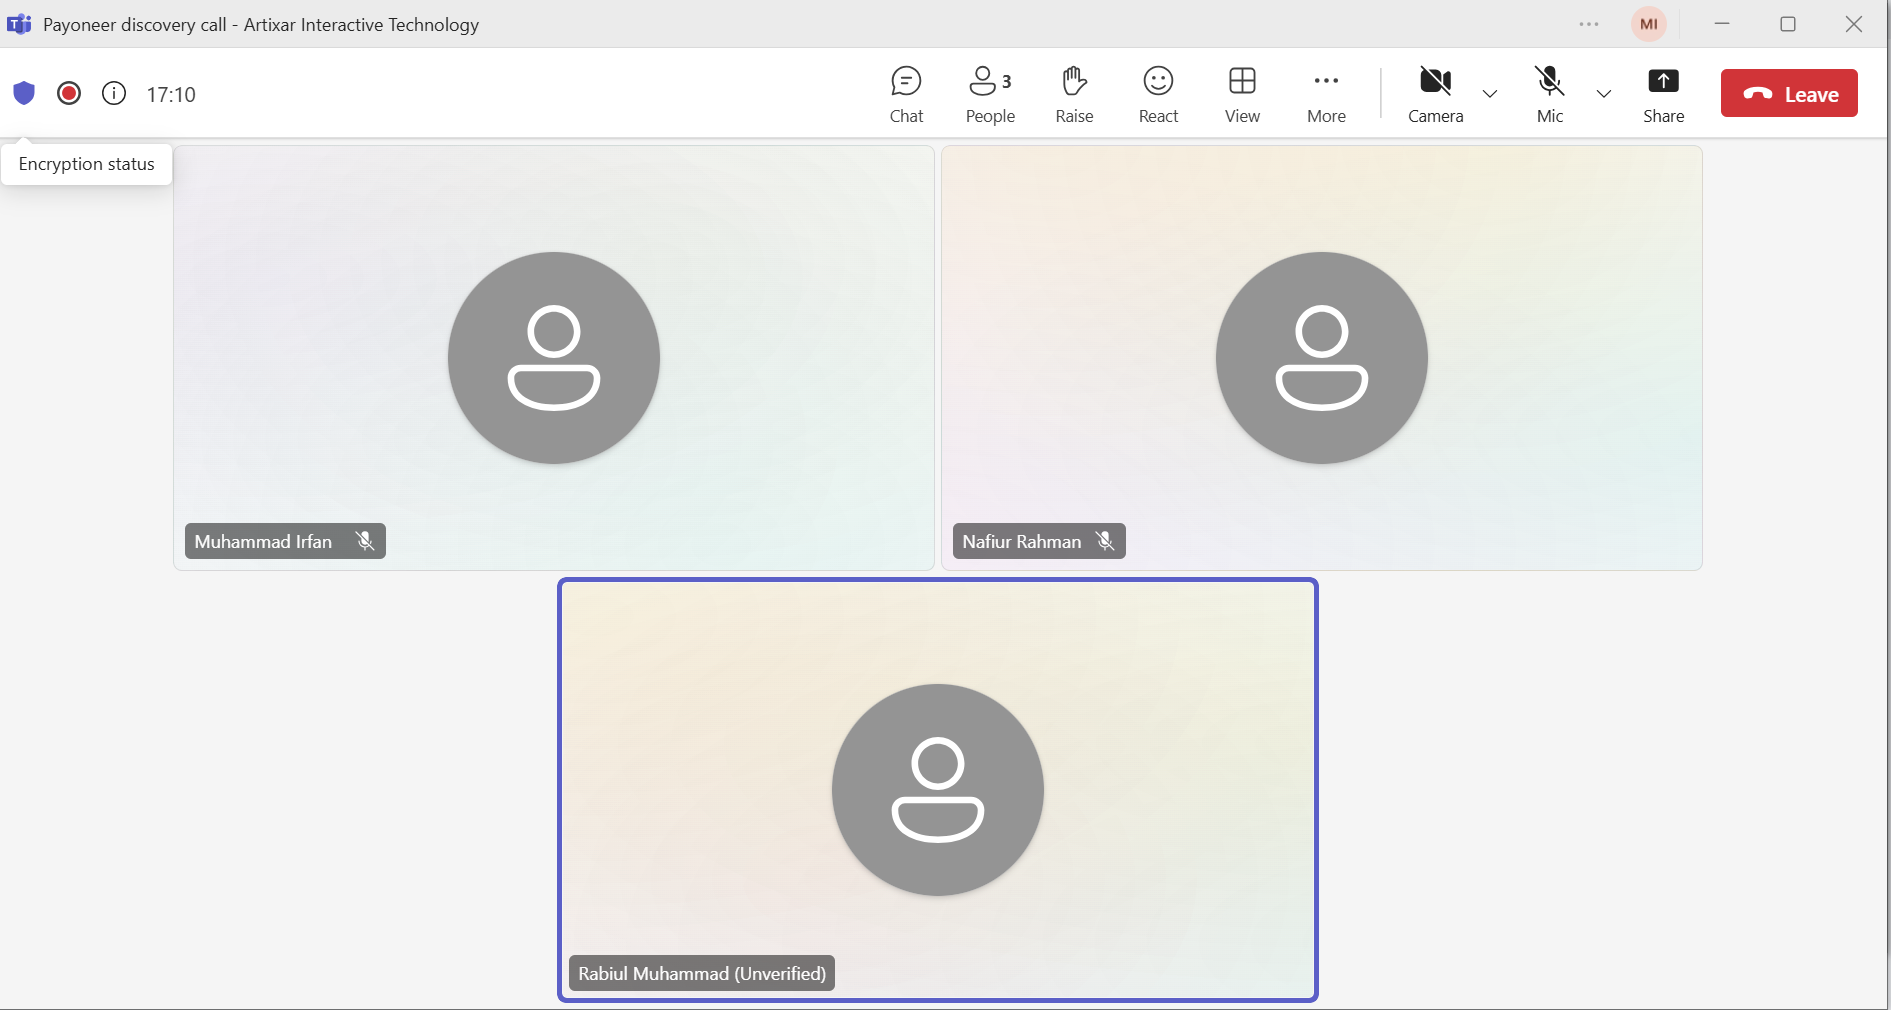 Payoneer discovery call - Artixar Interactive Technology
MI
17:10
Chat
People
3
Raise
React
View
More
Camera
Mic
Share
Leave
Encryption status
Muhammad Irfan
Nafiur Rahman
Rabiul Muhammad (Unverified)